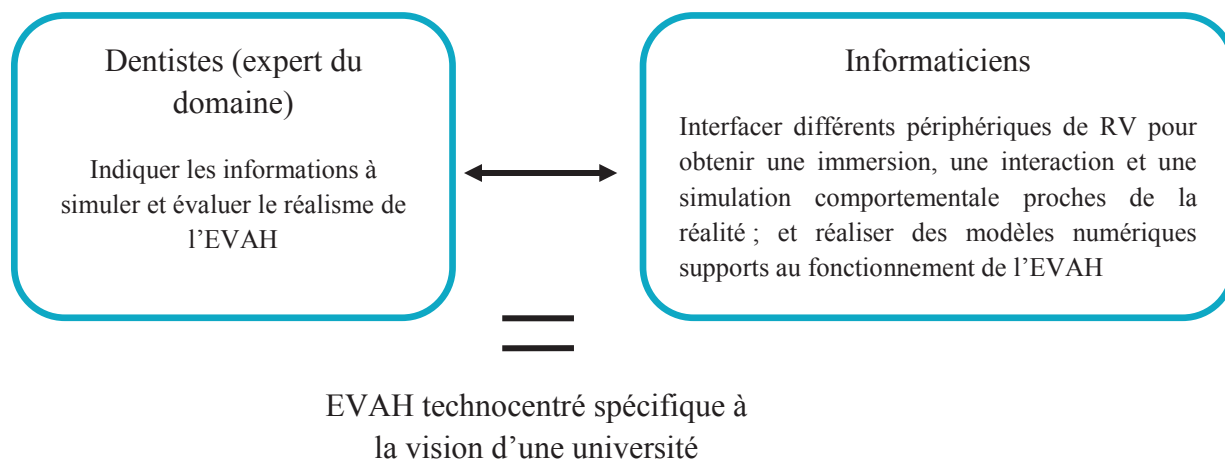 Dentistes (expert du
domaine)
Indiquer les informations à
simuler et évaluer le réalisme de
l’EVAH
Informaticiens
Interfacer différents périphériques de RV pour
obtenir une immersion, une interaction et une
simulation comportementale proches de la
réalité ; et réaliser des modèles numériques
supports au fonctionnement de l’EVAH
EVAH technocentré spécifique à
la vision d’une université